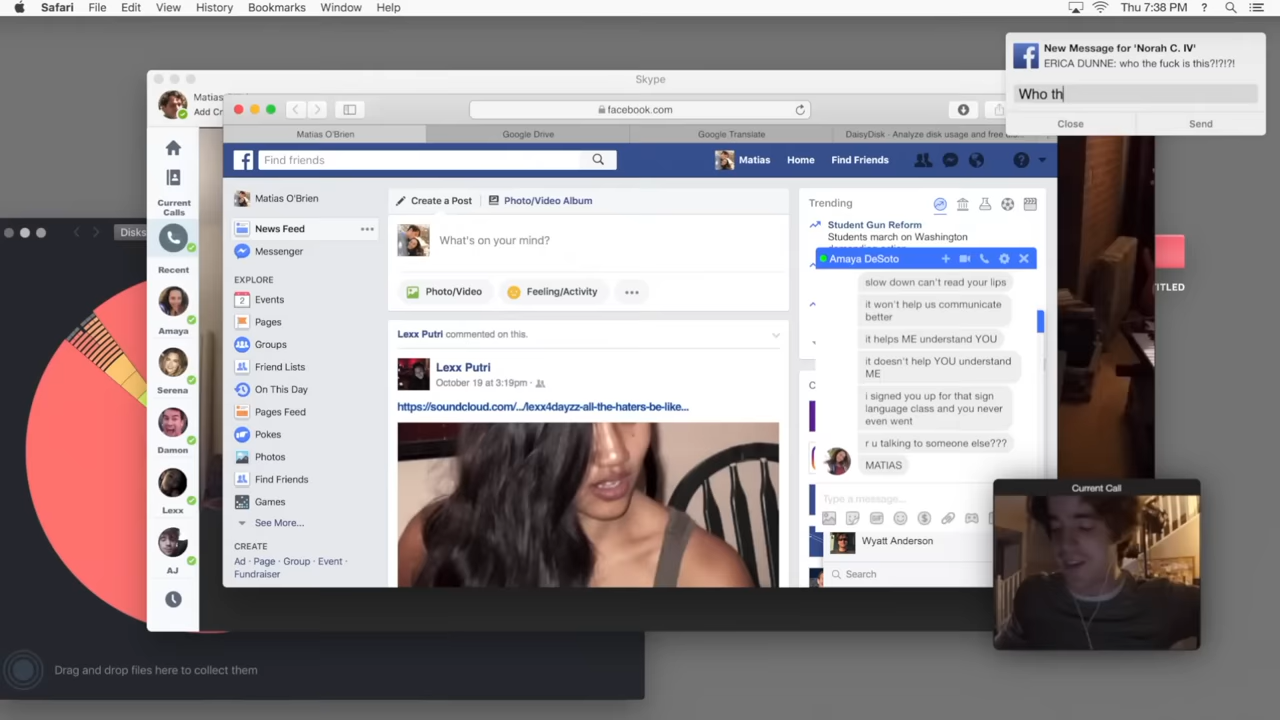 Safari File Edit View History Bookmarks Window Help
Thu 7:38 PM ?
New Message for 'Norah C. IV'
ERICA DUNNE: who the fuck is this?!?!?!
Who th
Close Send
Skype
Matias
Add Cr
facebook.com
Matias O'Brien Google Drive Google Translate DaisyDisk - Analyze disk usage and free
Find friends
Matias Home Find Friends
Current
Calls
Recent
Amaya
Serena
Damon
Lexx
AJ
Disks
Matias O'Brien
News Feed
Messenger
EXPLORE
2 Events
Pages
Groups
Friend Lists
On This Day
Pages Feed
Pokes
Photos
Find Friends
Games
See More...
CREATE
Ad · Page · Group · Event ·
Fundraiser
Create a Post Photo/Video Album
What's on your mind?
Photo/Video Feeling/Activity
Lexx Putri commented on this.
Lexx Putri
October 19 at 3:19pm ·
https://soundcloud.com/.../lexx4dayzz-all-the-haters-be-like...
Trending
Student Gun Reform
Students march on Washington
Amaya DeSoto
slow down can't read your lips
it won't help us communicate
better
it helps ME understand YOU
it doesn't help YOU understand
ME
i signed you up for that sign
language class and you never
even went
r u talking to someone else???
MATIAS
Type a message...
Wyatt Anderson
Search
TITLED
Current Call
Drag and drop files here to collect them